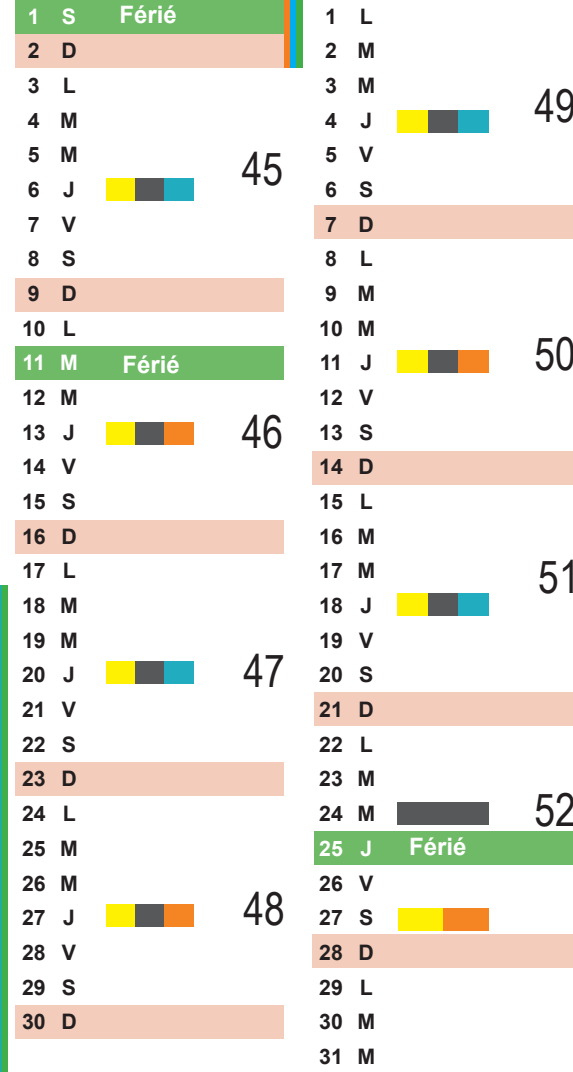 1 S Férié
2 D
3 L
4 M
5 M
45
6 J
7 V
8 S
9 D
10 L
11 M Férié
12 M
13 J 46
14 V
15 S
16 D
17 L
18 M
19 M
20 J 47
21 V
22 S
23 D
24 L
25 M
26 M
27 J 48
28 V
29 S
30 D
1 L
2 M
3 M
49
4 J
5 V
6 S
7 D
8 L
9 M
10 M
11 J 50
12 V
13 S
14 D
15 L
16 M
17 M 51
18 J
19 V
20 S
21 D
22 L
23 M
24 M 52
25 J Férié
26 V
27 S
28 D
29 L
30 M
31 M